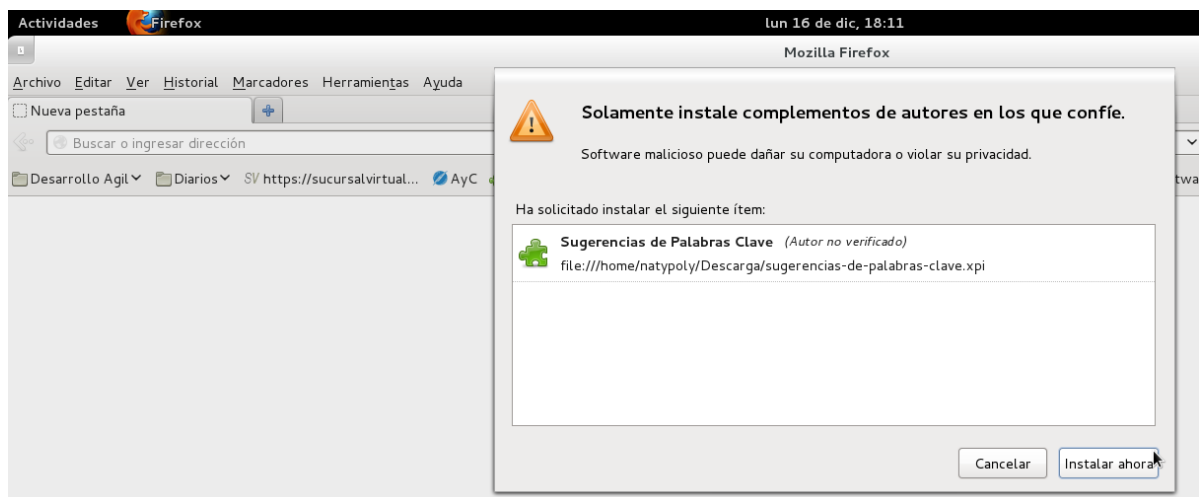 Actividades Firefox lun 16 de dic, 18:11
Mozilla Firefox
Archivo Editar Ver Historial Marcadores Herramientas Ayuda
Nueva pestaña
Buscar o ingresar dirección
Desarrollo Agil Diarios SV https://sucursalvirtual... AyC
Solamente instale complementos de autores en los que confíe.
Software malicioso puede dañar su computadora o violar su privacidad.
Ha solicitado instalar el siguiente ítem:
Sugerencias de Palabras Clave (Autor no verificado)
file:///home/natypoly/Descarga/sugerencias-de-palabras-clave.xpi
Cancelar Instalar ahora